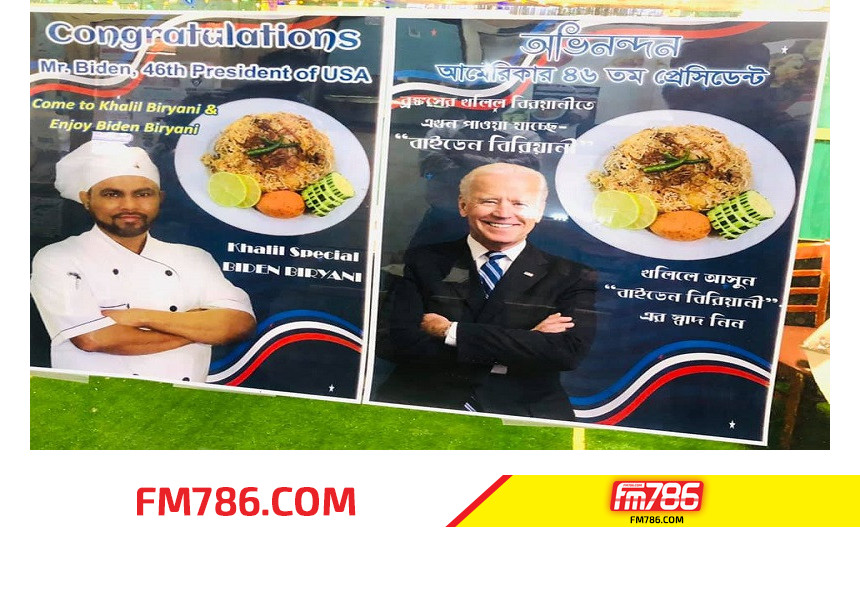 Congratulations
Mr. Biden, 46th President of USA
Come to Khalil Biryani &
Enjoy Biden Biryani
Khalil Special
BIDEN BIRYANI
অভিনন্দন
আমেরিকার ৪৬ তম প্রেসিডেন্ট
খলিল বিরয়ানীতে
এখন পাওয়া যাচ্ছে-
“বাইডেন বিরিয়ানী”
খলিলে আসুন
“বাইডেন বিরিয়ানী”
এর স্বাদ নিন
FM786.COM
fm786
FM786.COM